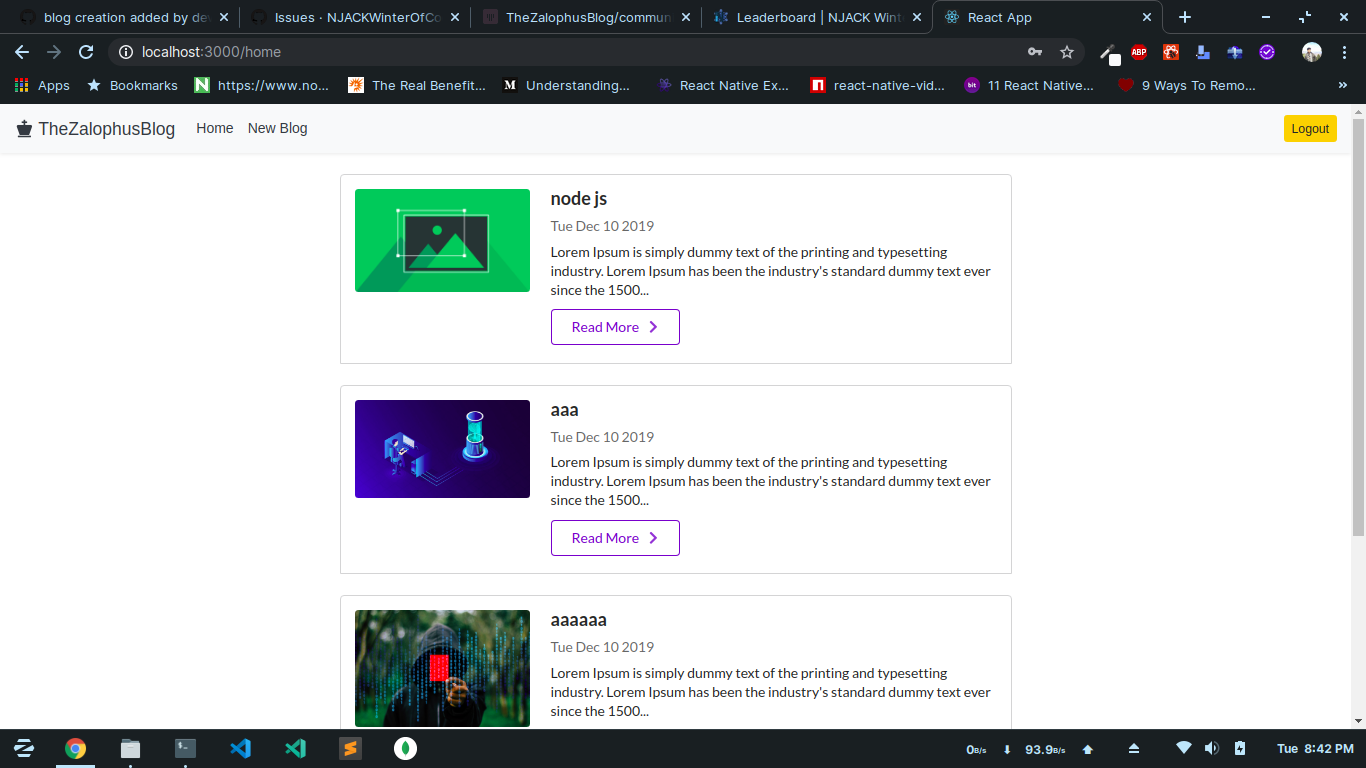 blog creation added by dev
Issues · NJACKWinterOfCo
TheZalophusBlog/commun
Leaderboard | NJACK Wint
React App
localhost:3000/home
ABP
Apps
Bookmarks
N
https://www.no...
The Real Benefit...
M
Understanding...
React Native Ex...
n
react-native-vid...
bit
11 React Native...
9 Ways To Remo...
»
TheZalophusBlog
Home
New Blog
Logout
node js
Tue Dec 10 2019
Lorem Ipsum is simply dummy text of the printing and typesetting
industry. Lorem Ipsum has been the industry's standard dummy text ever
since the 1500...
Read More
aaa
Tue Dec 10 2019
Lorem Ipsum is simply dummy text of the printing and typesetting
industry. Lorem Ipsum has been the industry's standard dummy text ever
since the 1500...
Read More
aaaaaa
Tue Dec 10 2019
Lorem Ipsum is simply dummy text of the printing and typesetting
industry. Lorem Ipsum has been the industry's standard dummy text ever
since the 1500...
0B/s
93.9B/s
Tue 8:42 PM